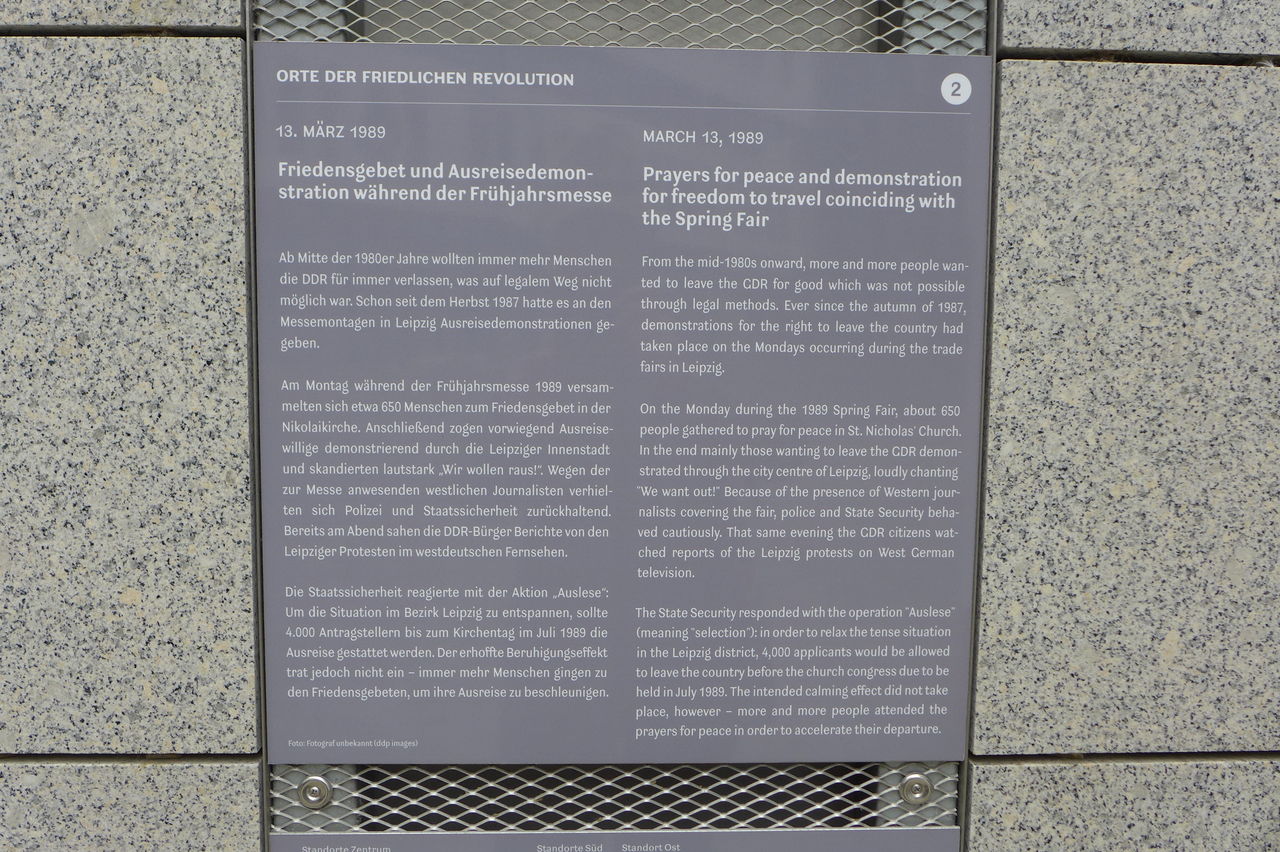 ORTE DER FRIEDLICHEN REVOLUTION
2
13. MÄRZ 1989
Friedensgebet und Ausreisedemon-
stration während der Frühjahrsmesse
Ab Mitte der 1980er Jahre wollten immer mehr Menschen
die DDR für immer verlassen, was auf legalem Weg nicht
möglich war. Schon seit dem Herbst 1987 hatte es an den
Messemontagen in Leipzig Ausreisedemonstrationen ge-
geben.
Am Montag während der Frühjahrsmesse 1989 versam-
melten sich etwa 650 Menschen zum Friedensgebet in der
Nikolaikirche. Anschließend zogen vorwiegend Ausreise-
willige demonstrierend durch die Leipziger Innenstadt
und skandierten lautstark „Wir wollen raus!“. Wegen der
zur Messe anwesenden westlichen Journalisten verhiel-
ten sich Polizei und Staatssicherheit zurückhaltend.
Bereits am Abend sahen die DDR-Bürger Berichte von den
Leipziger Protesten im westdeutschen Fernsehen.
Die Staatssicherheit reagierte mit der Aktion „Auslese“:
Um die Situation im Bezirk Leipzig zu entspannen, sollte
4.000 Antragstellern bis zum Kirchentag im Juli 1989 die
Ausreise gestattet werden. Der erhoffte Beruhigungseffekt
trat jedoch nicht ein – immer mehr Menschen gingen zu
den Friedensgebeten, um ihre Ausreise zu beschleunigen.
Foto: Fotograf unbekannt (ddp images)
MARCH 13, 1989
Prayers for peace and demonstration
for freedom to travel coinciding with
the Spring Fair
From the mid-1980s onward, more and more people wan-
ted to leave the GDR for good which was not possible
through legal methods. Ever since the autumn of 1987,
demonstrations for the right to leave the country had
taken place on the Mondays occurring during the trade
fairs in Leipzig.
On the Monday during the 1989 Spring Fair, about 650
people gathered to pray for peace in St. Nicholas' Church.
In the end mainly those wanting to leave the GDR demon-
strated through the city centre of Leipzig, loudly chanting
"We want out!" Because of the presence of Western jour-
nalists covering the fair, police and State Security beha-
ved cautiously. That same evening the GDR citizens wat-
ched reports of the Leipzig protests on West German
television.
The State Security responded with the operation "Auslese"
(meaning "selection"): in order to relax the tense situation
in the Leipzig district, 4,000 applicants would be allowed
to leave the country before the church congress due to be
held in July 1989. The intended calming effect did not take
place, however – more and more people attended the
prayers for peace in order to accelerate their departure.
Standorte Zentrum
Standorte Süd
Standort Ost